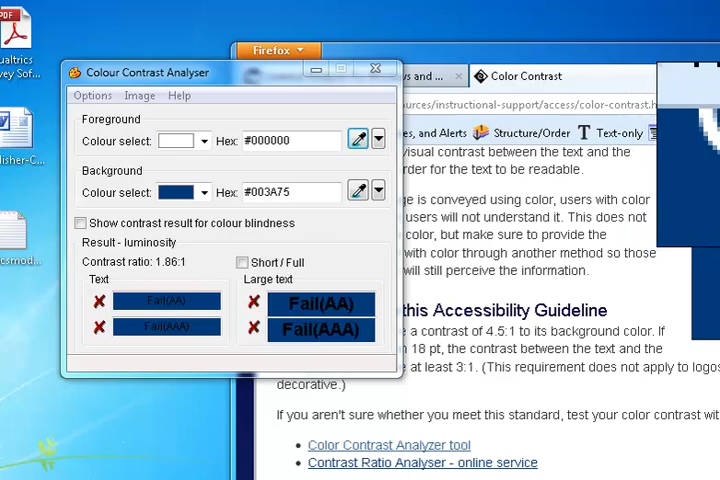 PDF
ualtrics
vey Sof...
lisher-C...
csmod...
Firefox
Colour Contrast Analyser
Options Image Help
Foreground
Colour select: Hex: #000000
Background
Colour select: Hex: #003A75
Show contrast result for colour blindness
Result - luminosity
Contrast ratio: 1.86:1
Short / Full
Text
Fail(AA)
Fail(AAA)
Large text
Fail(AA)
Fail(AAA)
s and ...
Color Contrast
ources/instructional-support/access/color-contrast.h
es, and Alerts Structure/Order Text-only
visual contrast between the text and the
order for the text to be readable.
ge is conveyed using color, users with color
users will not understand it. This does not
color, but make sure to provide the
with color through another method so those
will still perceive the information.
this Accessibility Guideline
e a contrast of 4.5:1 to its background color. If
n 18 pt, the contrast between the text and the
e at least 3:1. (This requirement does not apply to logos
decorative.)
If you aren't sure whether you meet this standard, test your color contrast wit
• Color Contrast Analyzer tool
• Contrast Ratio Analyser - online service